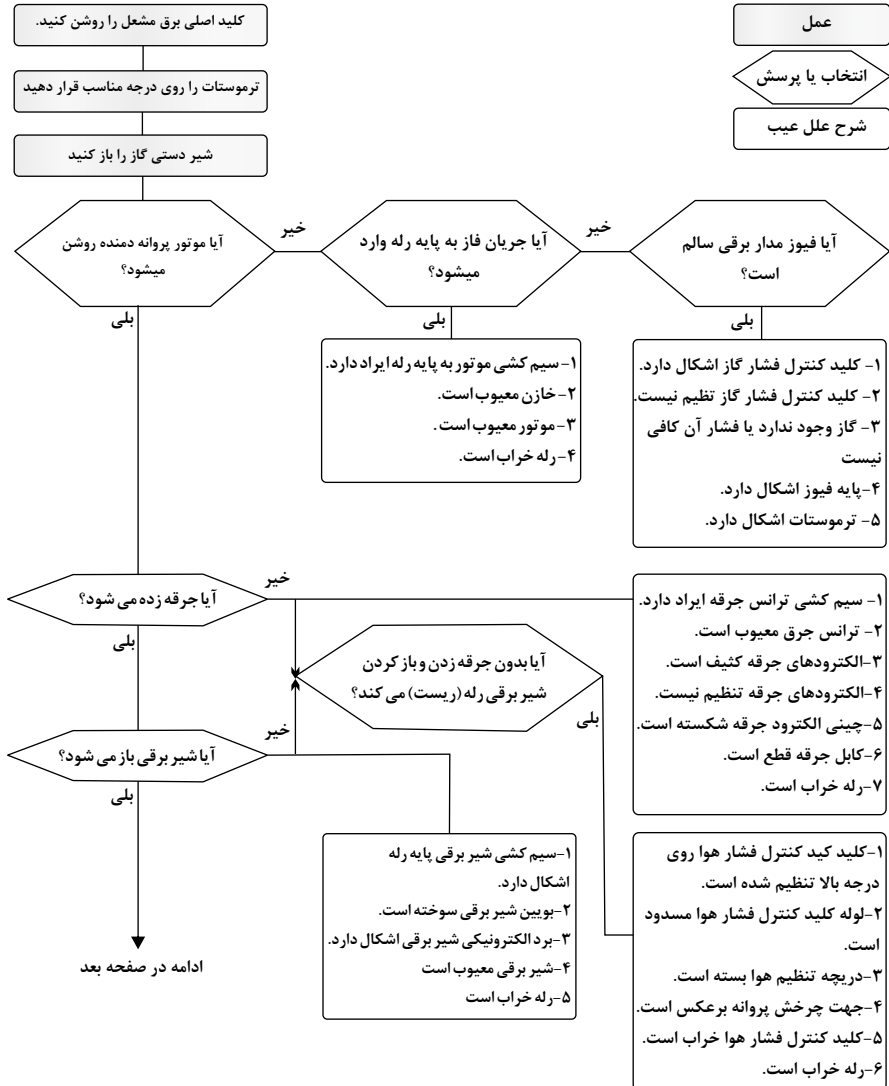 کلید اصلی برق مشعل را روشن کنید.
ترموستات را روی درجه مناسب قرار دهید
شیر دستی گاز را باز کنید
عمل
انتخاب یا پرسش
شرح علل عیب
آیا موتور پروانه دمنده روشن
میشود؟
خیر
آیا جریان فاز به پایه رله وارد
میشود؟
خیر
آیا فیوز مدار برقی سالم
است؟
بلی
بلی
بلی
۱- سیم کشی موتور به پایه رله ایراد دارد.
۲- خازن معیوب است.
۳- موتور معیوب است .
۴- رله خراب است.
۱- کلید کنترل فشار گاز اشکال دارد.
۲- کلید کنترل فشار گاز تظیم نیست.
۳- گاز وجود ندارد یا فشار آن کافی
نیست
۴-پایه فیوز اشکال دارد.
۵- ترموستات اشکال دارد.
آیا جرقه زده می شود؟
خیر
بلی
۱- سیم کشی ترانس جرقه ایراد دارد.
۲- ترانس جرق معیوب است.
۳-الکترودهای جرقه کثیف است.
۴-الکترودهای جرقه تنظیم نیست.
۵-چینی الکترود جرقه شکسته است.
۶-کابل جرقه قطع است.
۷-رله خراب است.
آیا بدون جرقه زدن و باز کردن
شیر برقی رله (ریست) می کند؟
بلی
آیا شیر برقی باز می شود؟
خیر
بلی
۱-سیم کشی شیر برقی پایه رله
اشکال دارد.
۲-بویین شیر برقی سوخته است.
۳-برد الکترونیکی شیر برقی اشکال دارد.
۴-شیر برقی معیوب است
۵-رله خراب است
۱-کلید کید کنترل فشار هوا روی
درجه بالا تنظیم شده است.
۲-لوله کلید کنترل فشار هوا مسدود
است.
۳-دریچه تنظیم هوا بسته است.
۴-جهت چرخش پروانه برعکس است.
۵-کلید کنترل فشار هوا خراب است.
۶-رله خراب است.
ادامه در صفحه بعد